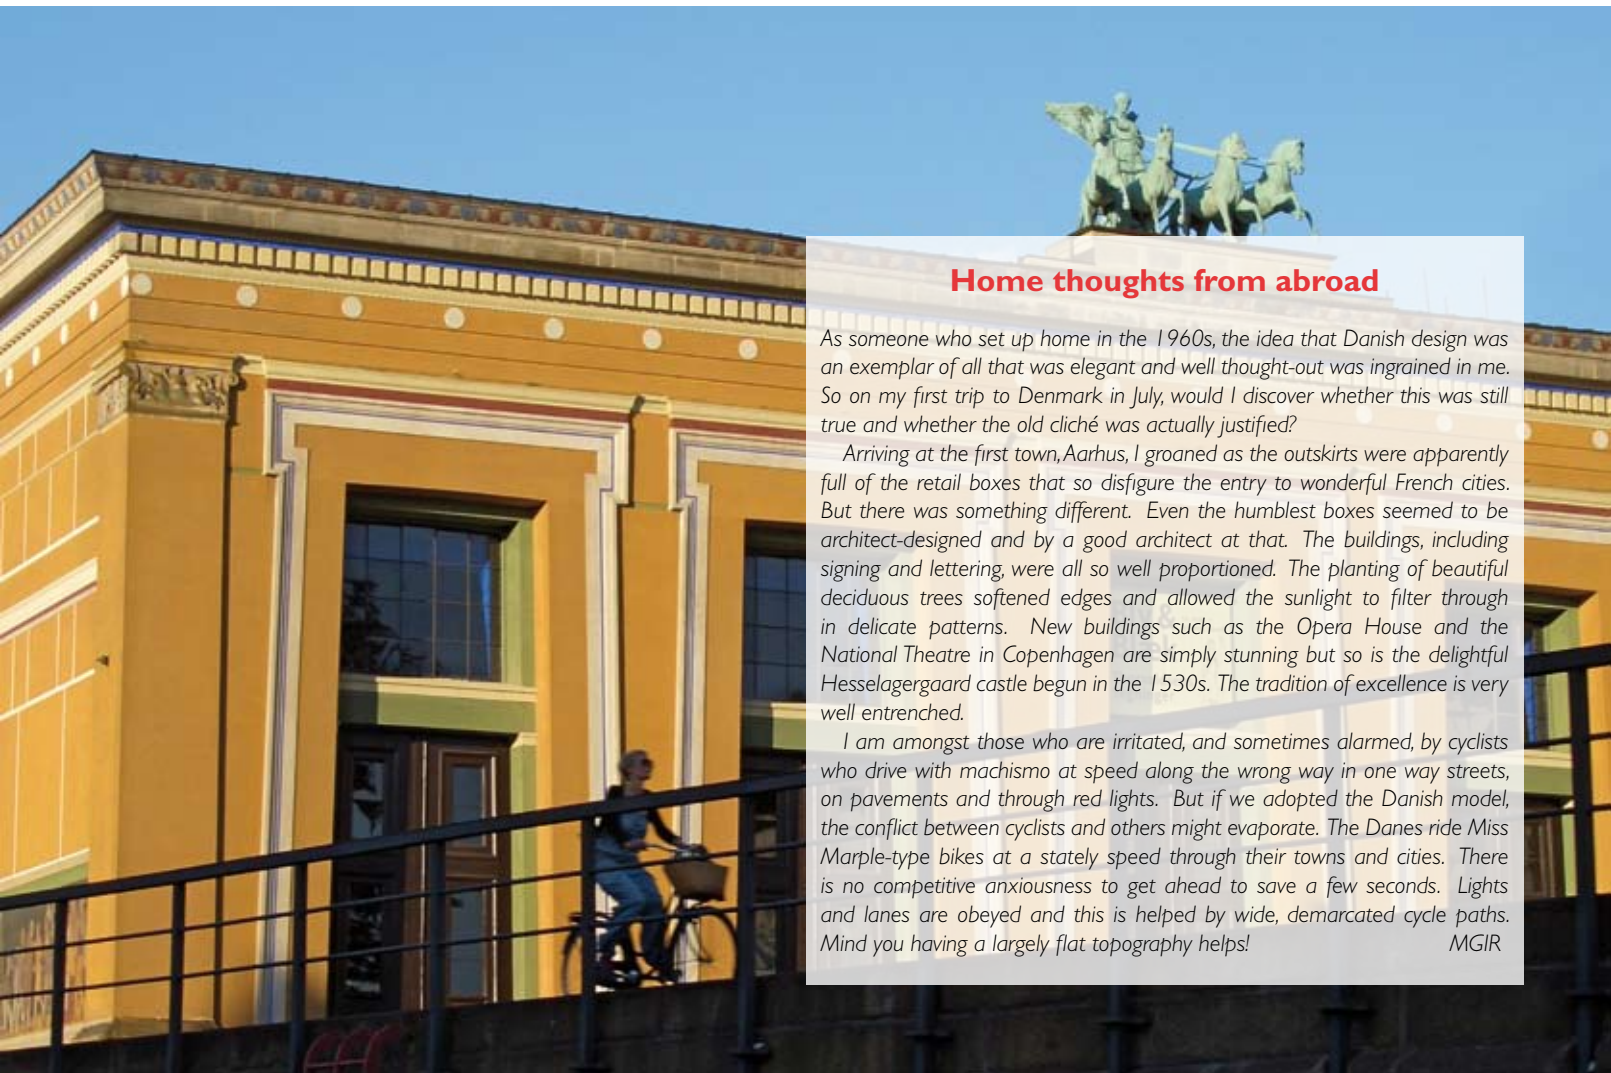 Home thoughts from abroad
As someone who set up home in the 1960s, the idea that Danish design was
an exemplar of all that was elegant and well thought-out was ingrained in me.
So on my first trip to Denmark in July, would I discover whether this was still
true and whether the old cliché was actually justified?
Arriving at the first town, Aarhus, I groaned as the outskirts were apparently
full of the retail boxes that so disfigure the entry to wonderful French cities.
But there was something different. Even the humblest boxes seemed to be
architect-designed and by a good architect at that. The buildings, including
signing and lettering, were all so well proportioned. The planting of beautiful
deciduous trees softened edges and allowed the sunlight to filter through
in delicate patterns. New buildings such as the Opera House and the
National Theatre in Copenhagen are simply stunning but so is the delightful
Hesselagergaard castle begun in the 1530s. The tradition of excellence is very
well entrenched.
I am amongst those who are irritated, and sometimes alarmed, by cyclists
who drive with machismo at speed along the wrong way in one way streets,
on pavements and through red lights. But if we adopted the Danish model,
the conflict between cyclists and others might evaporate. The Danes ride Miss
Marple-type bikes at a stately speed through their towns and cities. There
is no competitive anxiousness to get ahead to save a few seconds. Lights
and lanes are obeyed and this is helped by wide, demarcated cycle paths.
Mind you having a largely flat topography helps! MGIR